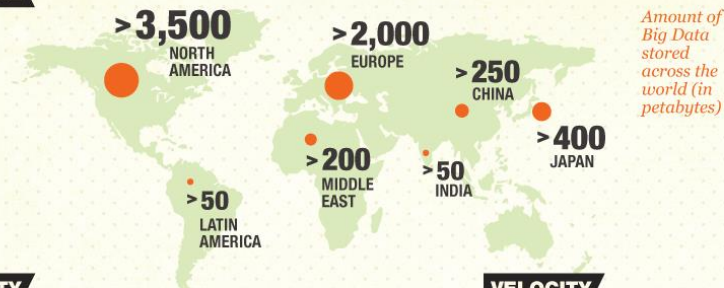 >3,500
NORTH
AMERICA
>2,000
EUROPE
>250
CHINA
>400
JAPAN
>200
MIDDLE
EAST
>50
INDIA
>50
LATIN
AMERICA
Amount of
Big Data
stored
across the
world (in
petabytes)
TY
VELOCITY